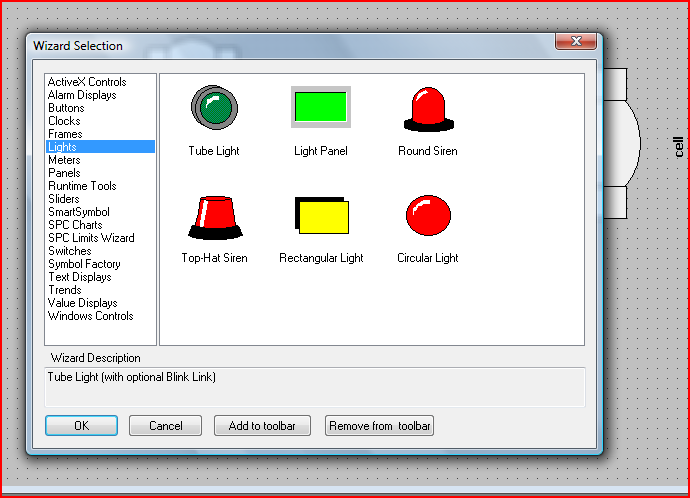 Wizard Selection
ActiveX Controls
Alarm Displays
Buttons
Clocks
Frames
Lights
Meters
Panels
Runtime Tools
Sliders
SmartSymbol
SPC Charts
SPC Limits Wizard
Switches
Symbol Factory
Text Displays
Trends
Value Displays
Windows Controls
Tube Light
Light Panel
Round Siren
Top-Hat Siren
Rectangular Light
Circular Light
cell
Wizard Description
Tube Light (with optional Blink Link)
OK
Cancel
Add to toolbar
Remove from toolbar